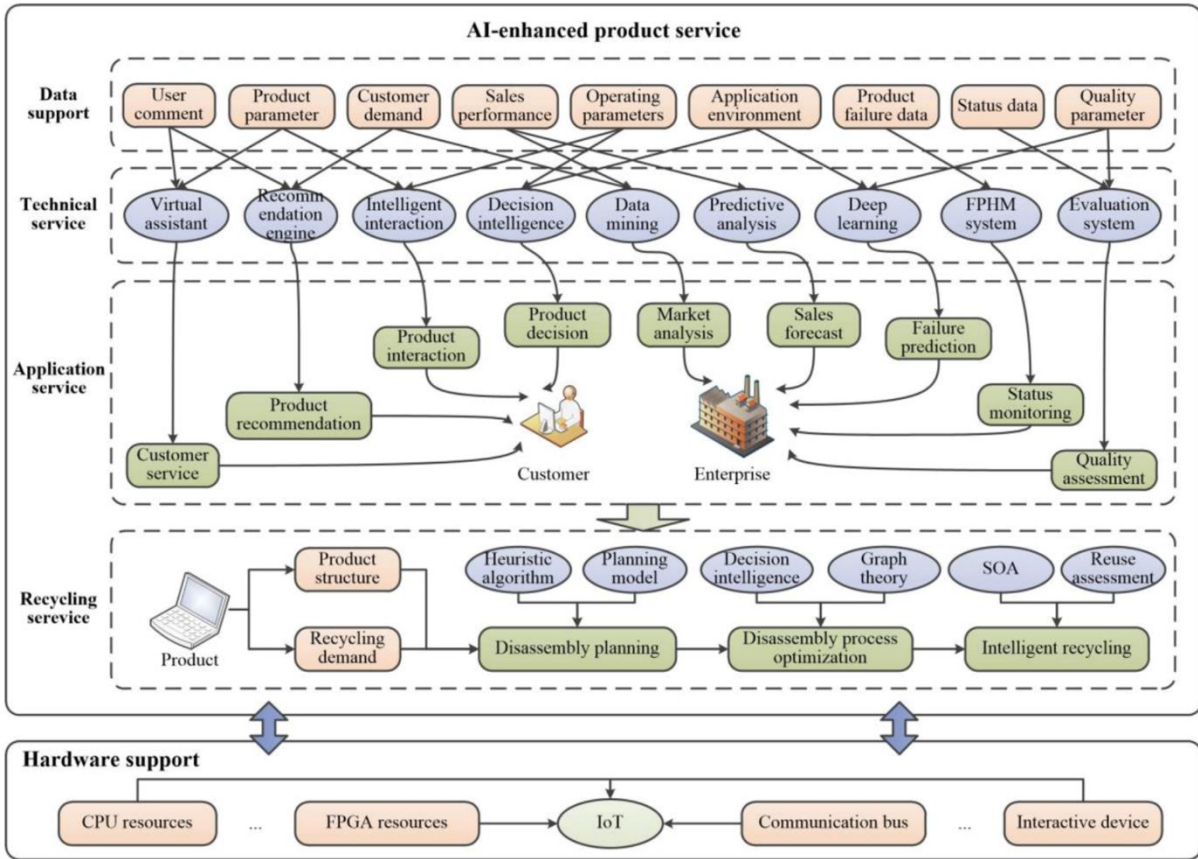 AI-enhanced product service
Data
support
User
comment
Product
parameter
Customer
demand
Sales
performance
Operating
parameters
Application
environment
Product
failure data
Status data
Quality
parameter
Technical
service
Virtual
assistant
Recomm
endation
engine
Intelligent
interaction
Decision
intelligence
Data
mining
Predictive
analysis
Deep
learning
FPHM
system
Evaluation
system
Application
service
Product
decision
Market
analysis
Sales
forecast
Failure
prediction
Product
interaction
Product
recommendation
Status
monitoring
Customer
service
Customer
Enterprise
Quality
assessment
Recycling
serevice
Product
Product
structure
Recycling
demand
Heuristic
algorithm
Planning
model
Decision
intelligence
Graph
theory
SOA
Reuse
assessment
Disassembly planning
Disassembly process
optimization
Intelligent recycling
Hardware support
CPU resources
...
FPGA resources
IoT
Communication bus
...
Interactive device